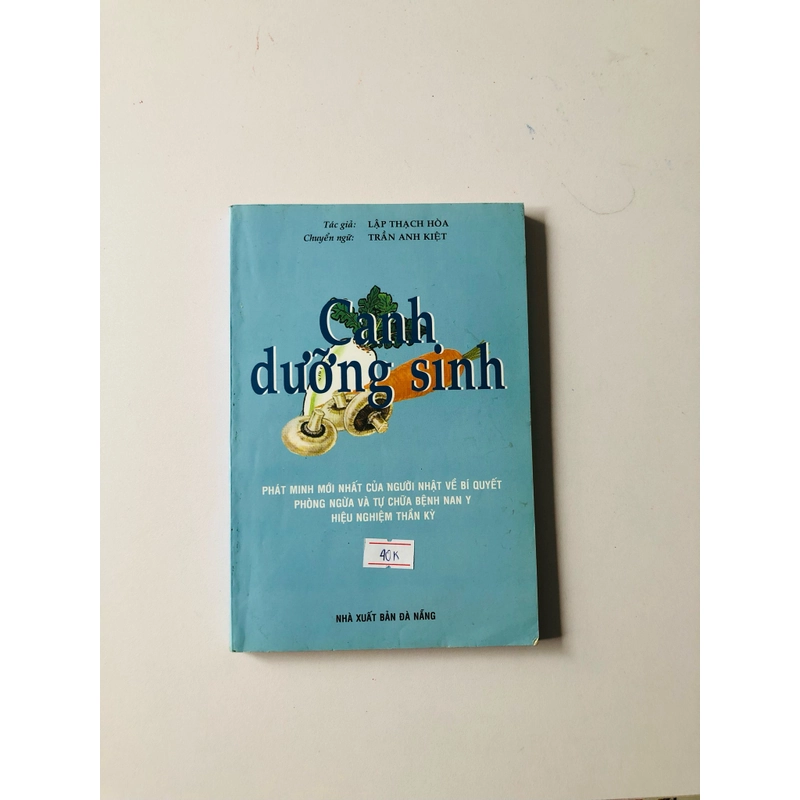 Tác giả: LẬP THẠCH HÒA
Chuyển ngữ: TRẦN ANH KIỆT
Canh
dưỡng sinh
PHÁT MINH MỚI NHẤT CỦA NGƯỜI NHẬT VỀ BÍ QUYẾT
PHÒNG NGỪA VÀ TỰ CHỮA BỆNH NAN Y
HIỆU NGHIỆM THẦN KỲ
40K
NHÀ XUẤT BẢN ĐÀ NẴNG